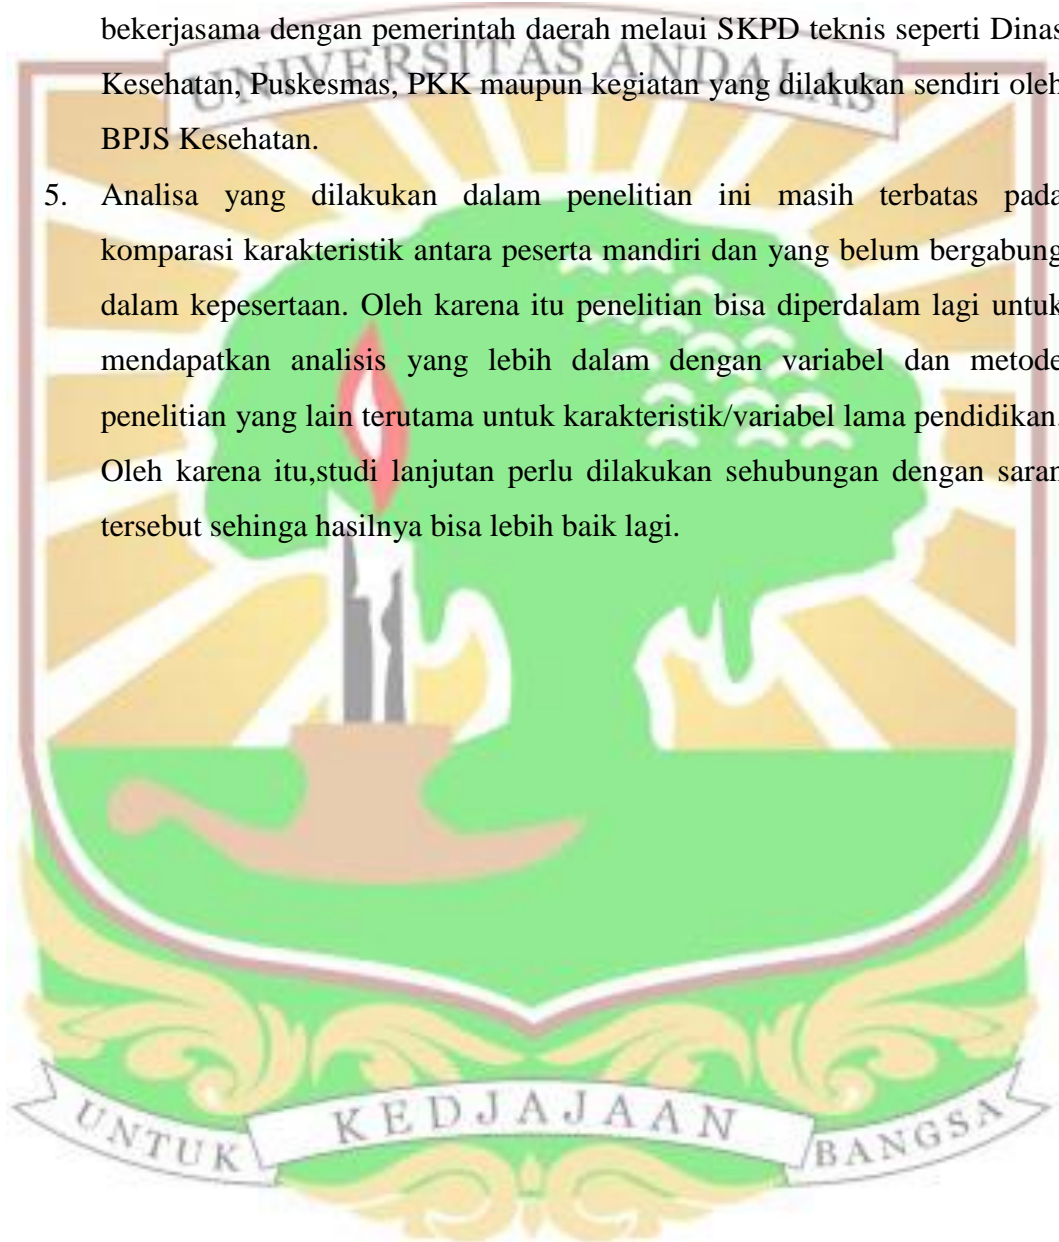 bekerjasama dengan pemerintah daerah melaui SKPD teknis seperti Dinas
UNIVERSITAS ANDALAS
Kesehatan, Puskesmas, PKK maupun kegiatan yang dilakukan sendiri oleh
BPJS Kesehatan.
5. Analisa yang dilakukan dalam penelitian ini masih terbatas pada
komparasi karakteristik antara peserta mandiri dan yang belum bergabung
dalam kepesertaan. Oleh karena itu penelitian bisa diperdalam lagi untuk
mendapatkan analisis yang lebih dalam dengan variabel dan metode
penelitian yang lain terutama untuk karakteristik/variabel lama pendidikan.
Oleh karena itu,studi lanjutan perlu dilakukan sehubungan dengan saran
tersebut sehinga hasilnya bisa lebih baik lagi.
UNTUK KEDJAJAAN BANGSA